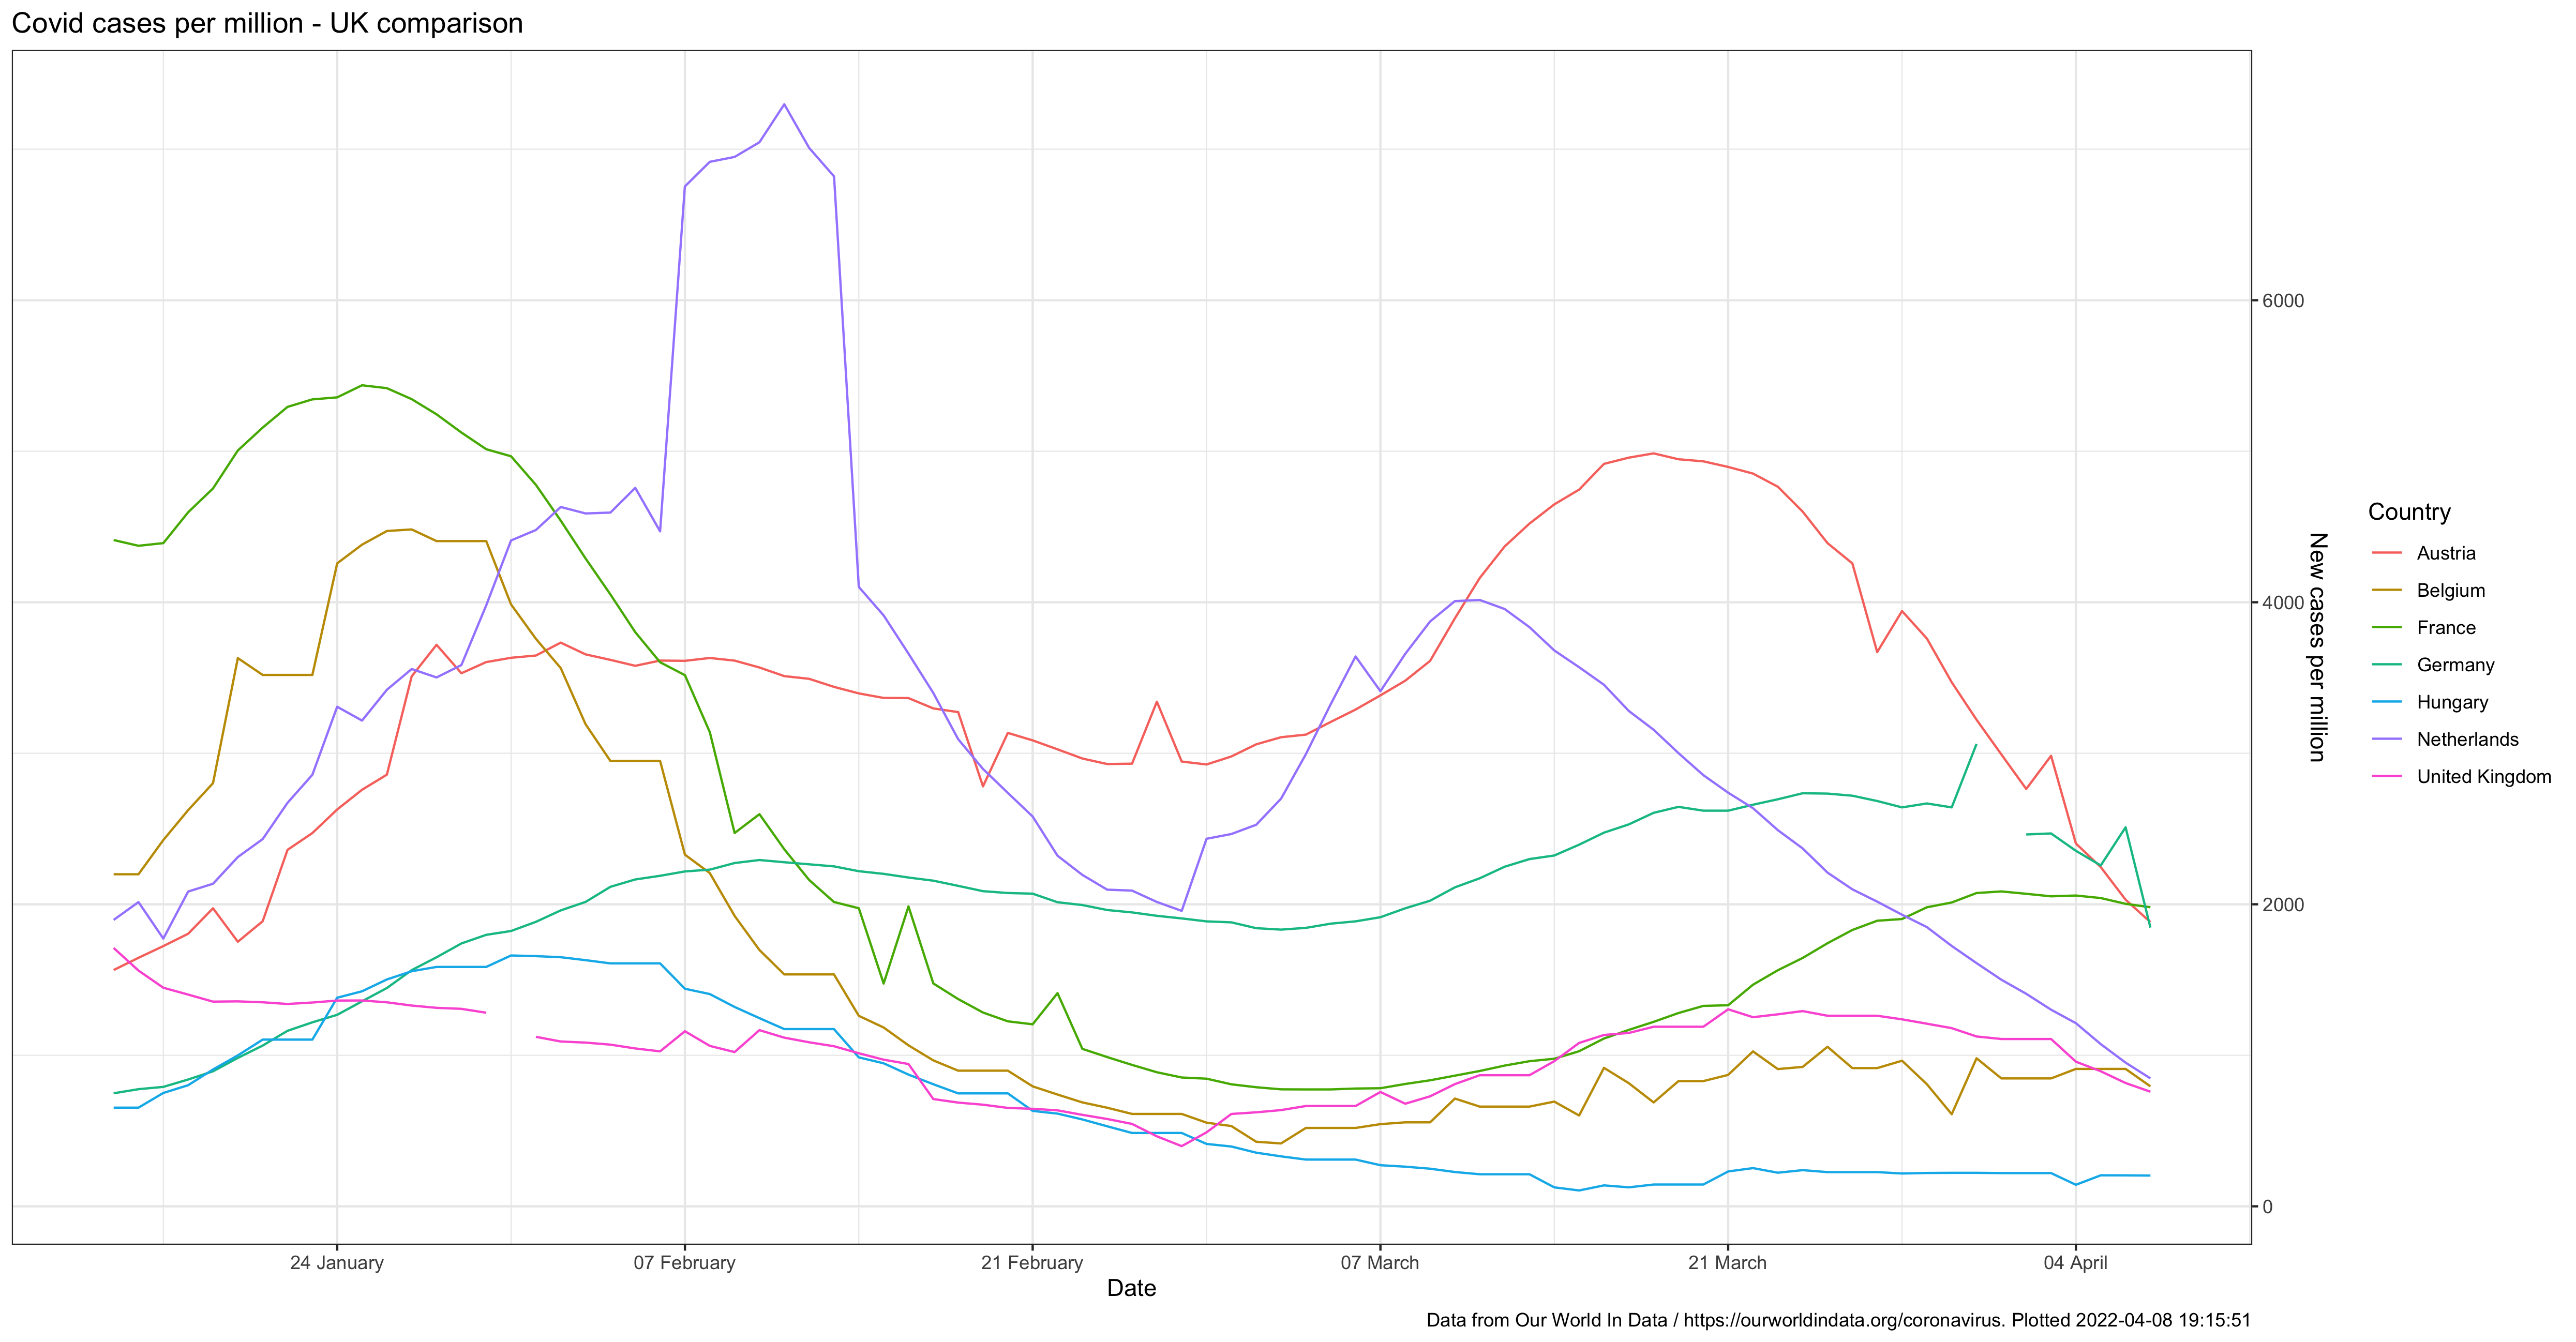 Covid cases per million - UK comparison
6000
4000
2000
0
New cases per million
24 January
07 February
21 February
07 March
21 March
04 April
Date
Country
Austria
Belgium
France
Germany
Hungary
Netherlands
United Kingdom
Data from Our World In Data / https://ourworldindata.org/coronavirus. Plotted 2022-04-08 19:15:51